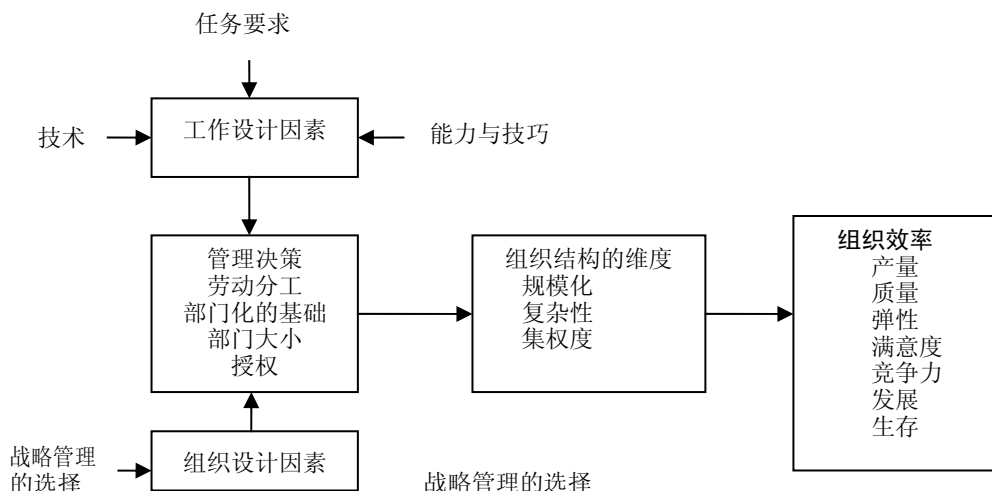 任务要求
技术
工作设计因素
能力与技巧
管理决策
劳动分工
部门化的基础
部门大小
授权
组织结构的维度
规模化
复杂性
集权度
组织效率
产量
质量
弹性
满意度
竞争力
发展
生存
战略管理
的选择
组织设计因素
战略管理的选择